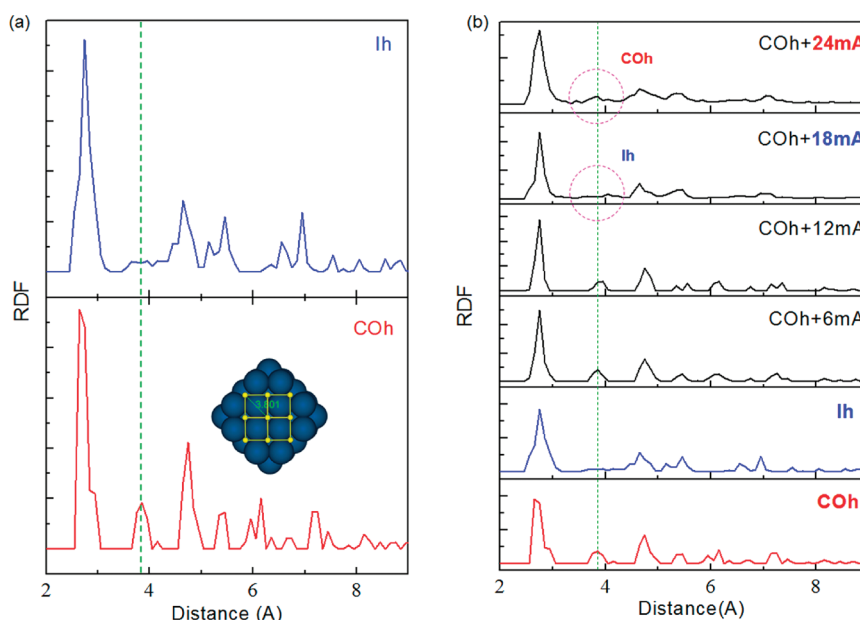 (a)
Ih
COh
3.801
RDF
2
4
6
8
Distance (A)
(b)
COh+24mA
COh
COh+18mA
Ih
COh+12mA
COh+6mA
Ih
COh
RDF
2
4
6
8
Distance(A)